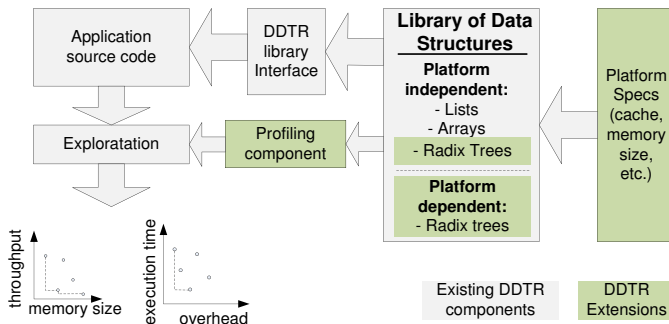 Application
source code
DDTR
library
Interface
Library of Data
Structures
Platform
independent:
- Lists
- Arrays
- Radix Trees
Platform
dependent:
- Radix trees
Platform
Specs
(cache,
memory
size,
etc.)
Exploratation
Profiling
component
throughput
memory size
execution time
overhead
Existing DDTR
components
DDTR
Extensions